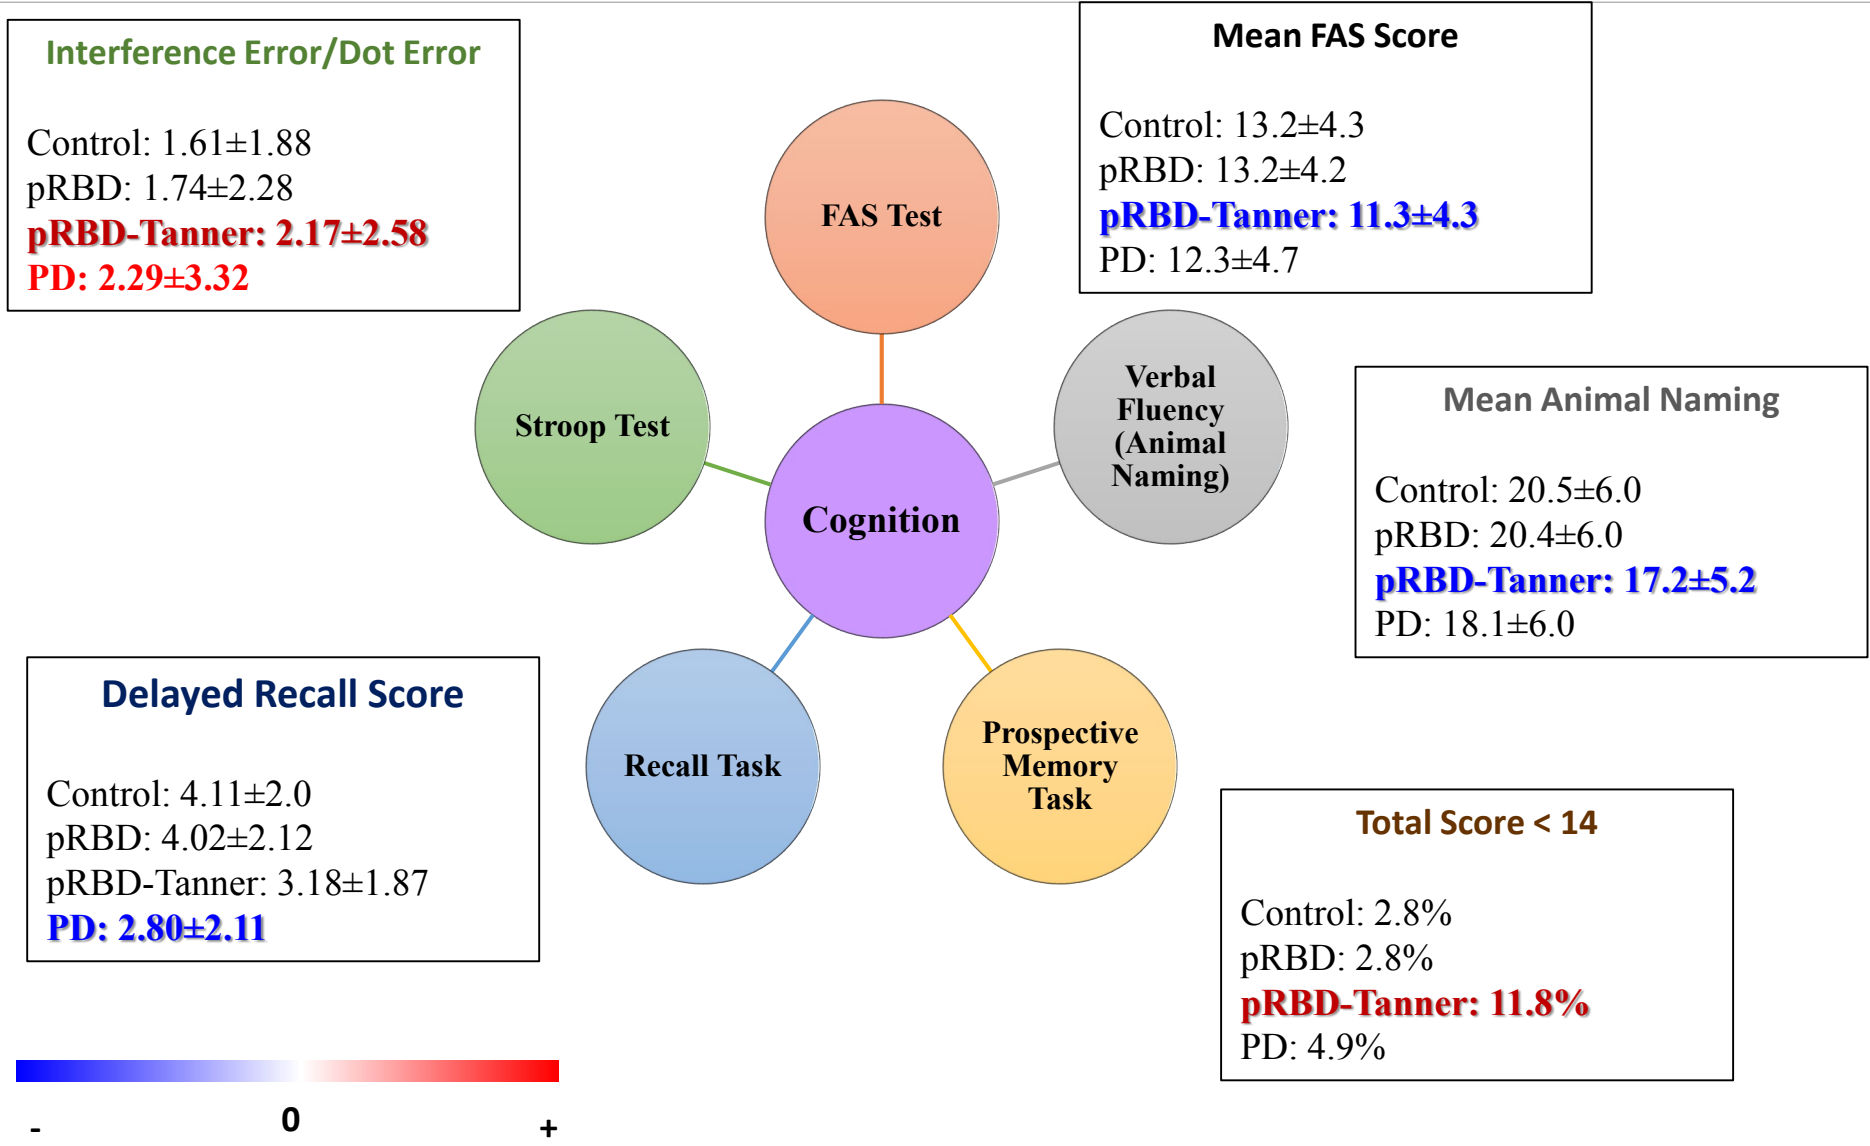 Interference Error/Dot Error
Control: 1.61±1.88
pRBD: 1.74±2.28
pRBD-Tanner: 2.17±2.58
PD: 2.29±3.32
Mean FAS Score
Control: 13.2±4.3
pRBD: 13.2±4.2
pRBD-Tanner: 11.3±4.3
PD: 12.3±4.7
FAS Test
Stroop Test
Verbal
Fluency
(Animal
Naming)
Mean Animal Naming
Control: 20.5±6.0
pRBD: 20.4±6.0
pRBD-Tanner: 17.2±5.2
PD: 18.1±6.0
Cognition
Delayed Recall Score
Control: 4.11±2.0
pRBD: 4.02±2.12
pRBD-Tanner: 3.18±1.87
PD: 2.80±2.11
Recall Task
Prospective
Memory
Task
Total Score < 14
Control: 2.8%
pRBD: 2.8%
pRBD-Tanner: 11.8%
PD: 4.9%
- 0 +